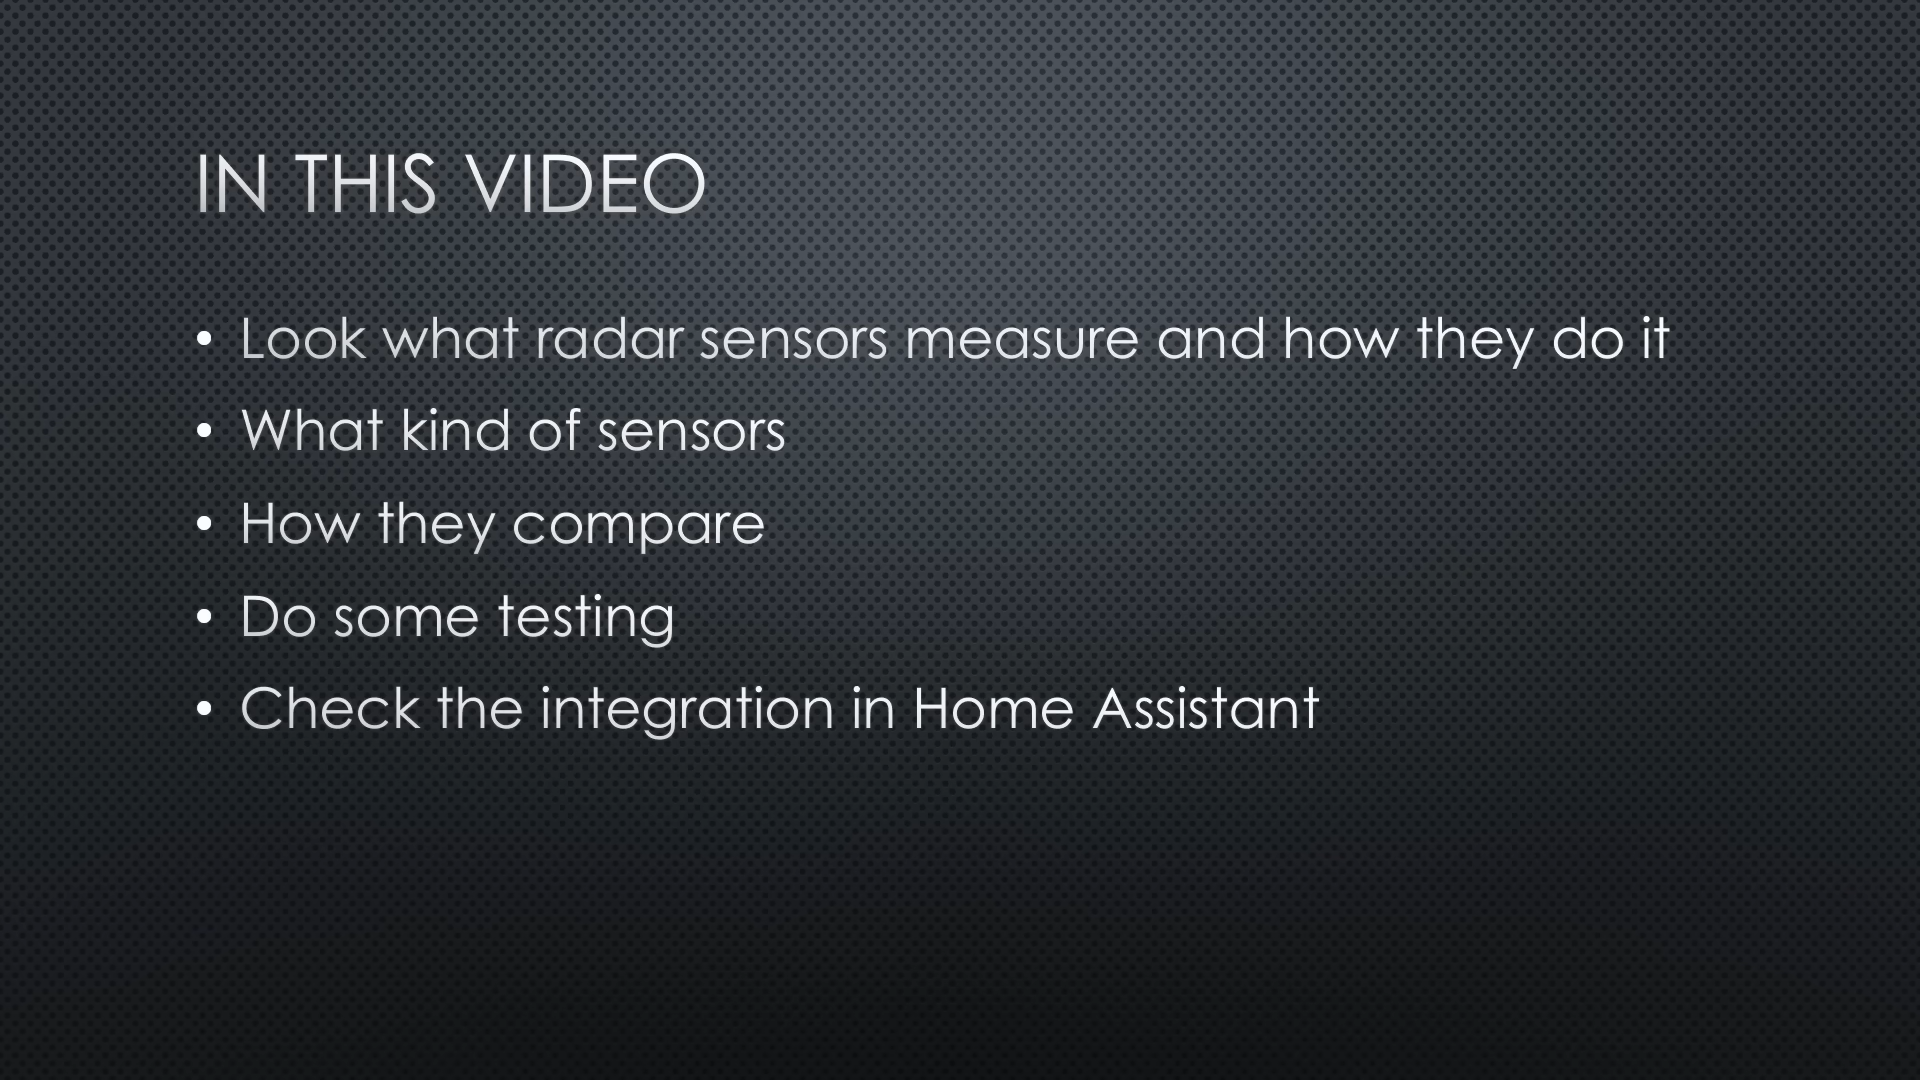 IN THIS VIDEO
• Look what radar sensors measure and how they do it
• What kind of sensors
• How they compare
• Do some testing
• Check the integration in Home Assistant